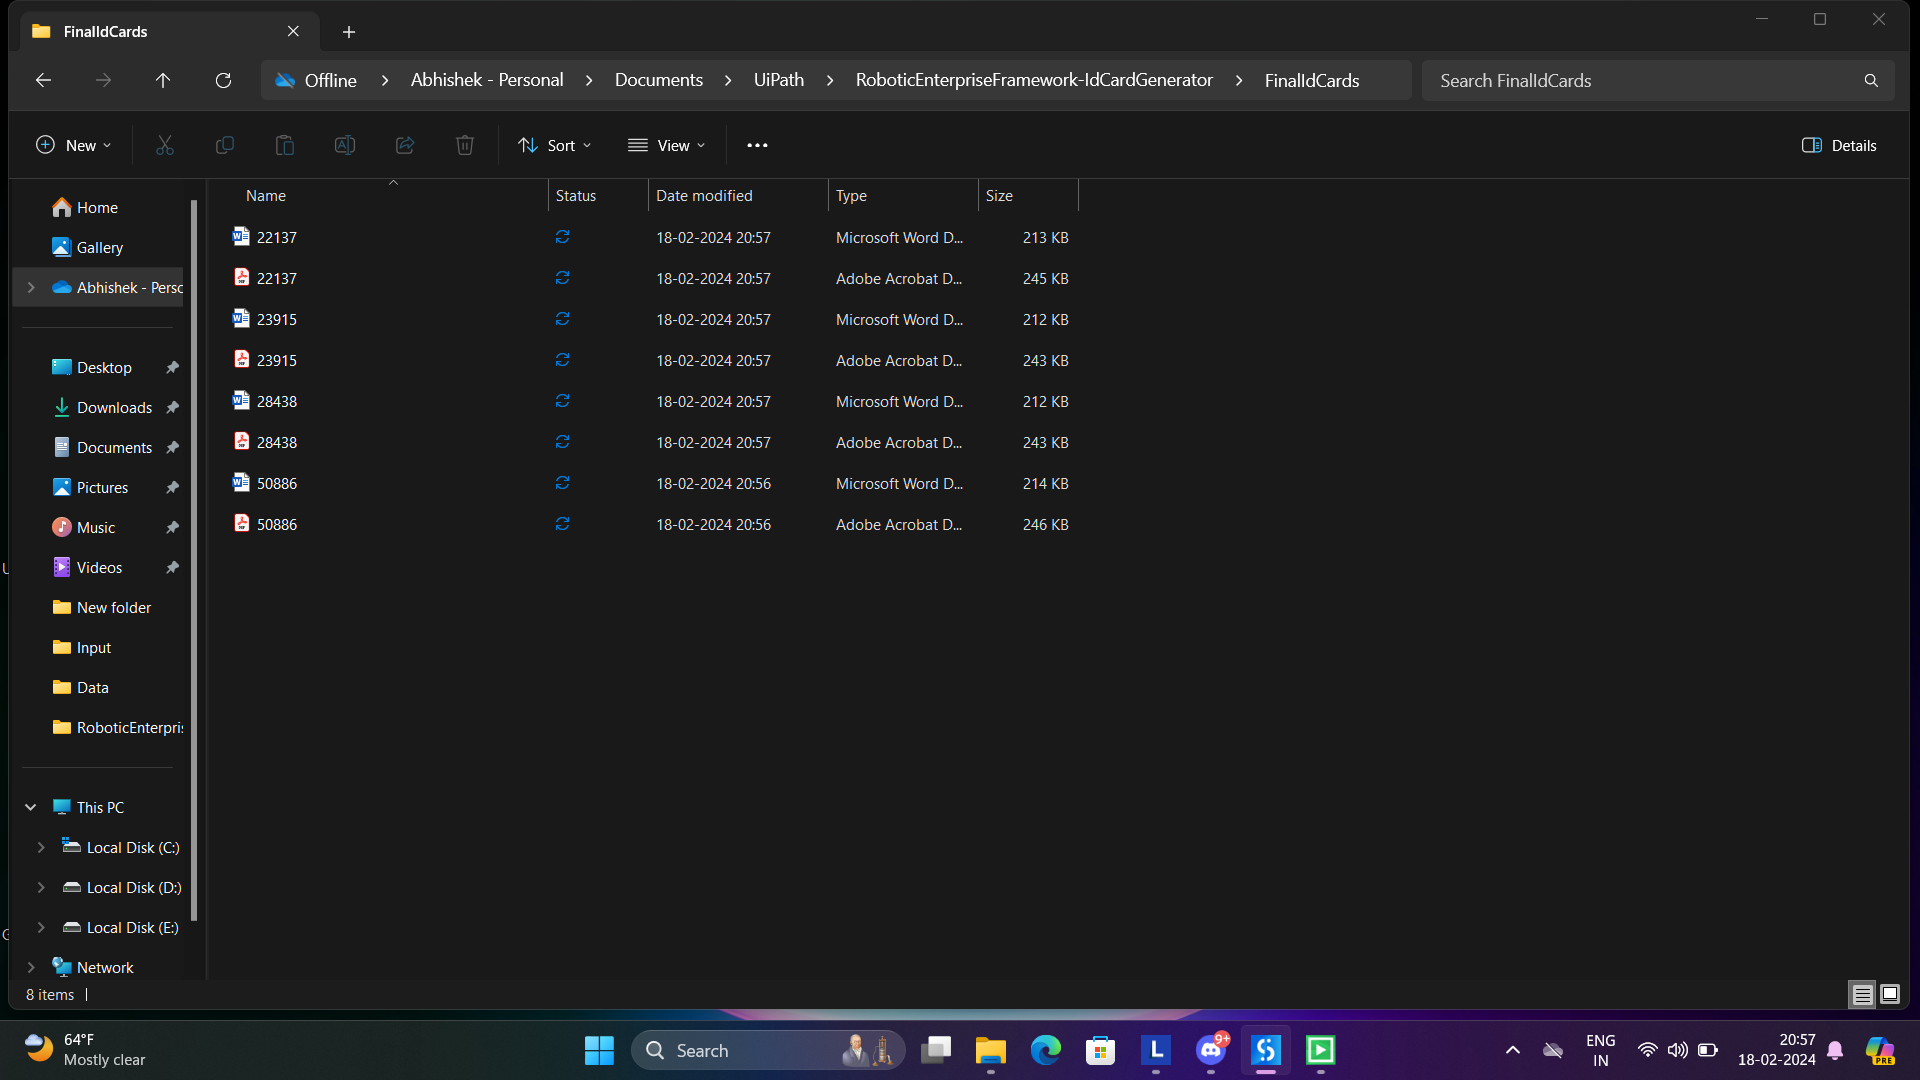 FinalIdCards
Offline > Abhishek - Personal > Documents > UiPath > RoboticEnterpriseFramework-IdCardGenerator > FinalIdCards
Search FinalIdCards
New
Sort
View
Details
Home
Gallery
Abhishek - Perso
Desktop
Downloads
Documents
Pictures
Music
Videos
New folder
Input
Data
RoboticEnterpris
This PC
Local Disk (C:)
Local Disk (D:)
Local Disk (E:)
Network
Name Status Date modified Type Size
22137 18-02-2024 20:57 Microsoft Word D... 213 KB
22137 18-02-2024 20:57 Adobe Acrobat D... 245 KB
23915 18-02-2024 20:57 Microsoft Word D... 212 KB
23915 18-02-2024 20:57 Adobe Acrobat D... 243 KB
28438 18-02-2024 20:57 Microsoft Word D... 212 KB
28438 18-02-2024 20:57 Adobe Acrobat D... 243 KB
50886 18-02-2024 20:56 Microsoft Word D... 214 KB
50886 18-02-2024 20:56 Adobe Acrobat D... 246 KB
8 items
64°F
Mostly clear
Search
L
9+
ENG
IN
20:57
18-02-2024
PRE